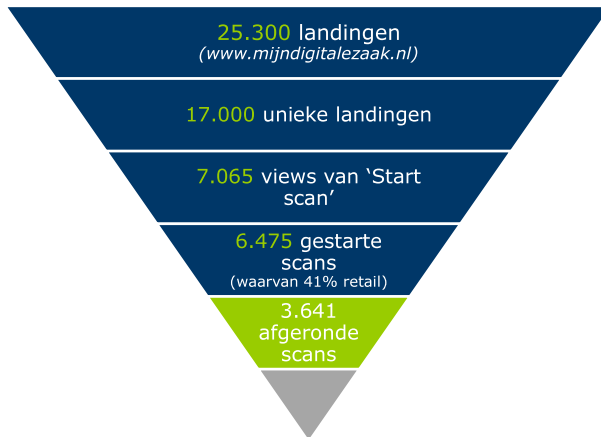 25.300 landingen
(www.mijndigitalezaak.nl)
17.000 unieke landingen
7.065 views van ‘Start
scan’
6.475 gestarte
scans
(waarvan 41% retail)
3.641
afgeronde
scans